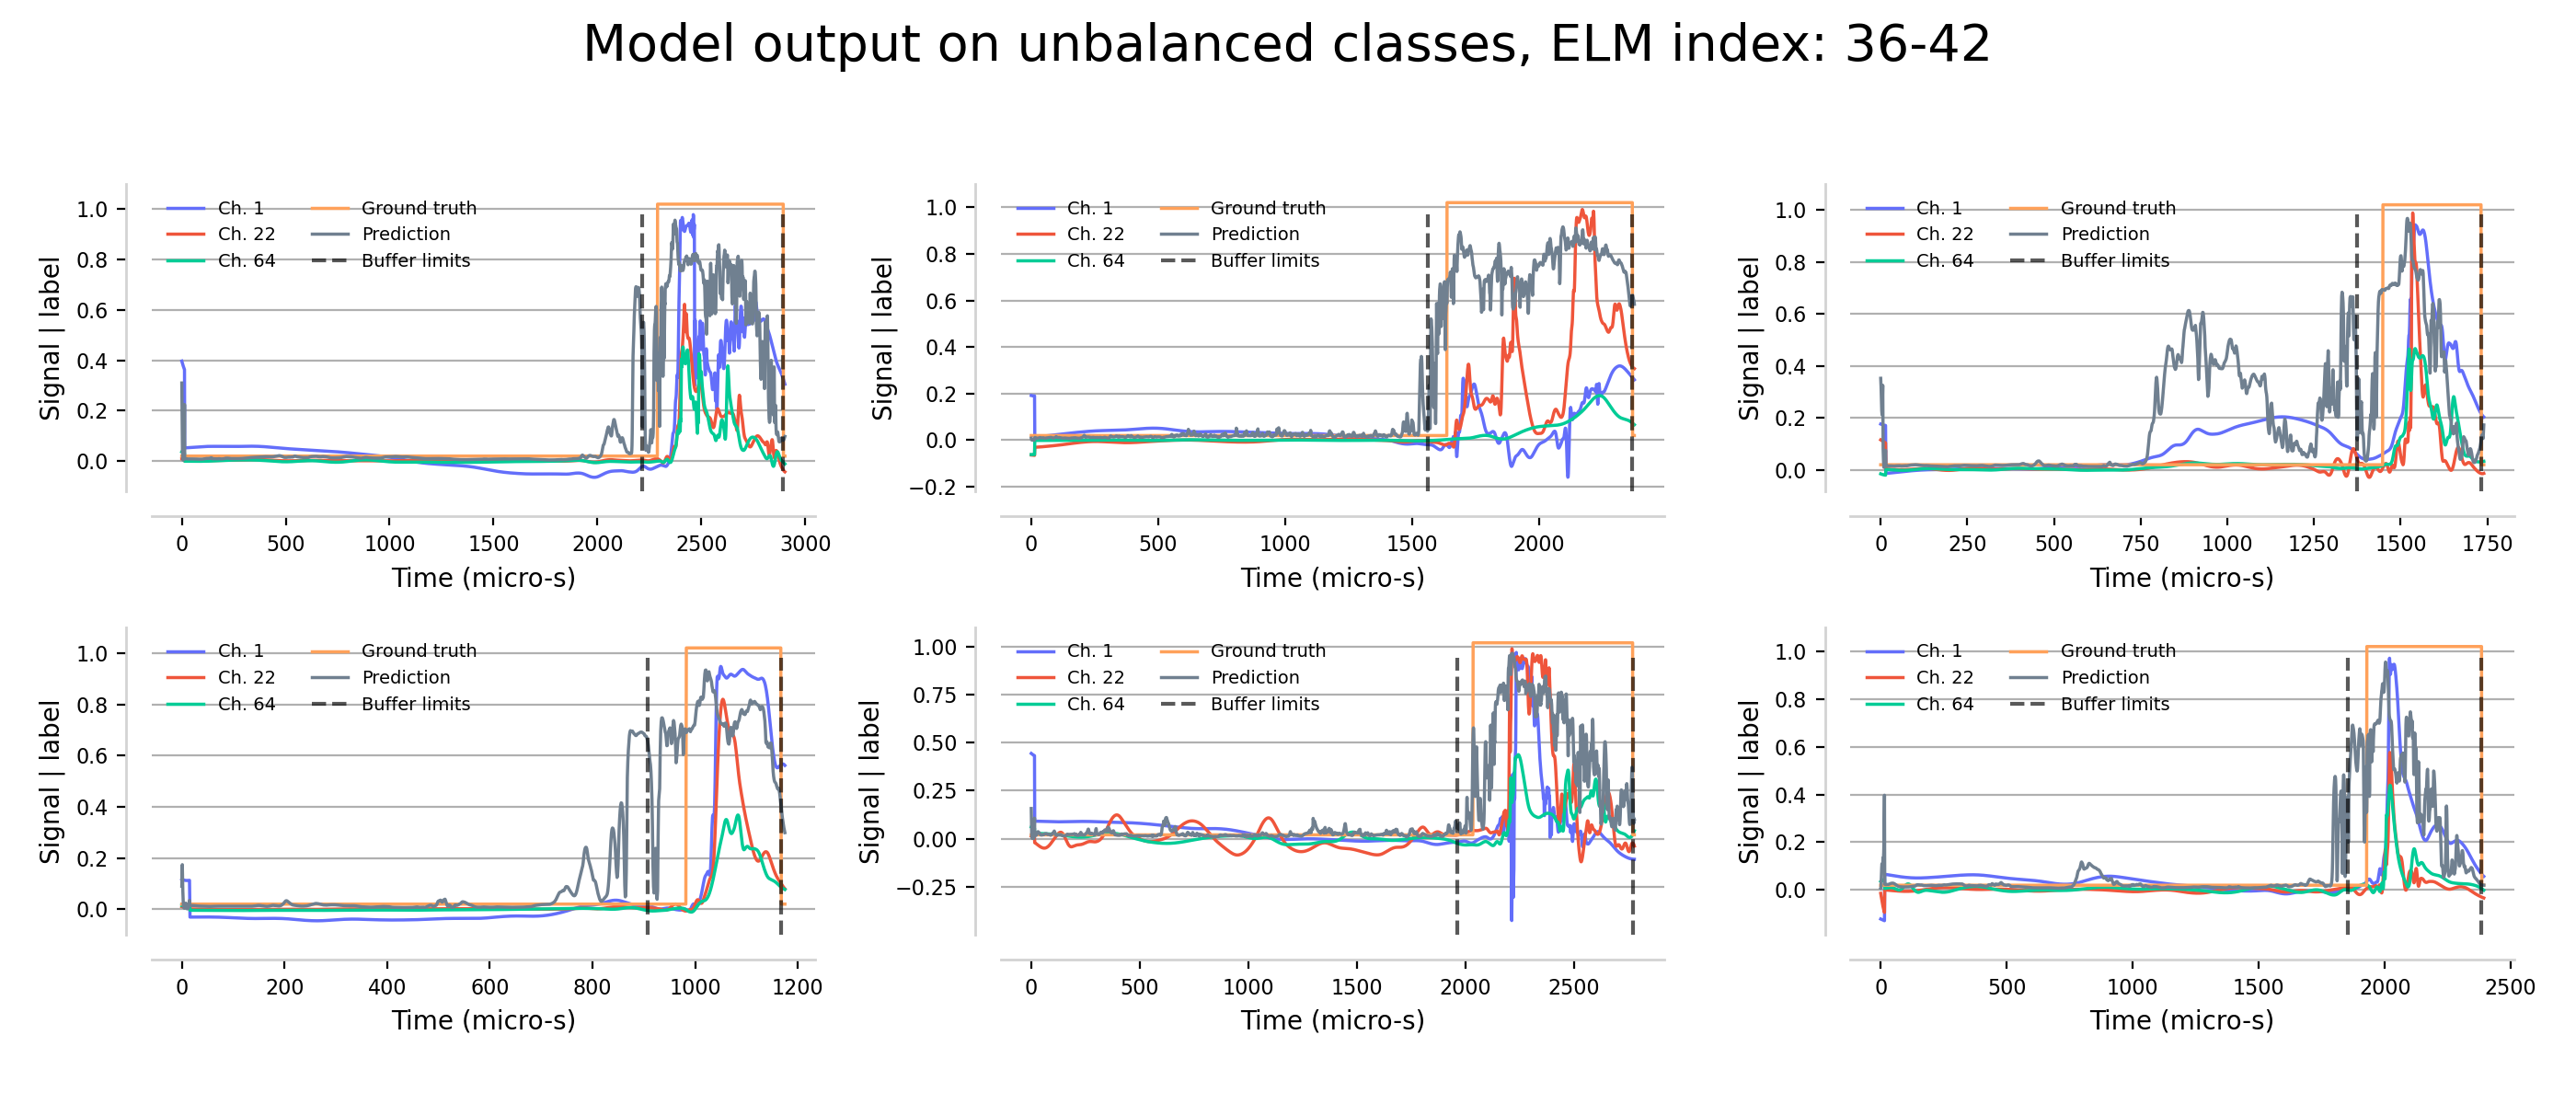 Model output on unbalanced classes, ELM index: 36-42
Signal | label
1.0
0.8
0.6
0.4
0.2
0.0
Ch. 1
Ch. 22
Ch. 64
Ground truth
Prediction
Buffer limits
0 500 1000 1500 2000 2500 3000
Time (micro-s)
Signal | label
1.0
0.8
0.6
0.4
0.2
0.0
−0.2
Ch. 1
Ch. 22
Ch. 64
Ground truth
Prediction
Buffer limits
0 500 1000 1500 2000
Time (micro-s)
Signal | label
1.0
0.8
0.6
0.4
0.2
0.0
Ch. 1
Ch. 22
Ch. 64
Ground truth
Prediction
Buffer limits
0 250 500 750 1000 1250 1500 1750
Time (micro-s)
Signal | label
1.0
0.8
0.6
0.4
0.2
0.0
Ch. 1
Ch. 22
Ch. 64
Ground truth
Prediction
Buffer limits
0 200 400 600 800 1000 1200
Time (micro-s)
Signal | label
1.00
0.75
0.50
0.25
0.00
−0.25
Ch. 1
Ch. 22
Ch. 64
Ground truth
Prediction
Buffer limits
0 500 1000 1500 2000 2500
Time (micro-s)
Signal | label
1.0
0.8
0.6
0.4
0.2
0.0
Ch. 1
Ch. 22
Ch. 64
Ground truth
Prediction
Buffer limits
0 500 1000 1500 2000 2500
Time (micro-s)